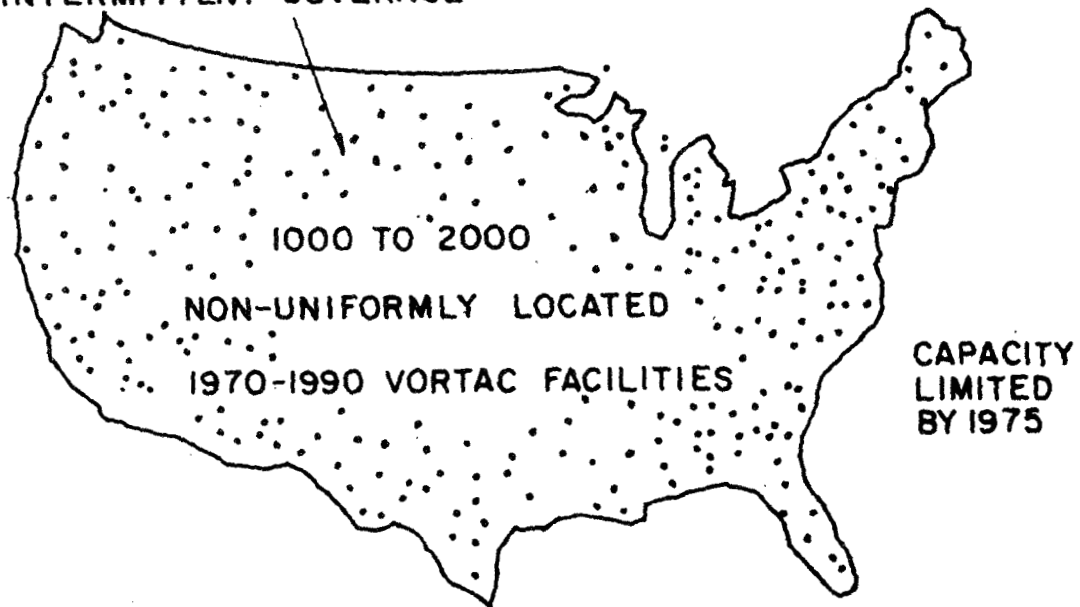 INTERMITTENT COVERAGE
1000 TO 2000
NON-UNIFORMLY LOCATED
1970-1990 VORTAC FACILITIES
CAPACITY
LIMITED
BY 1975